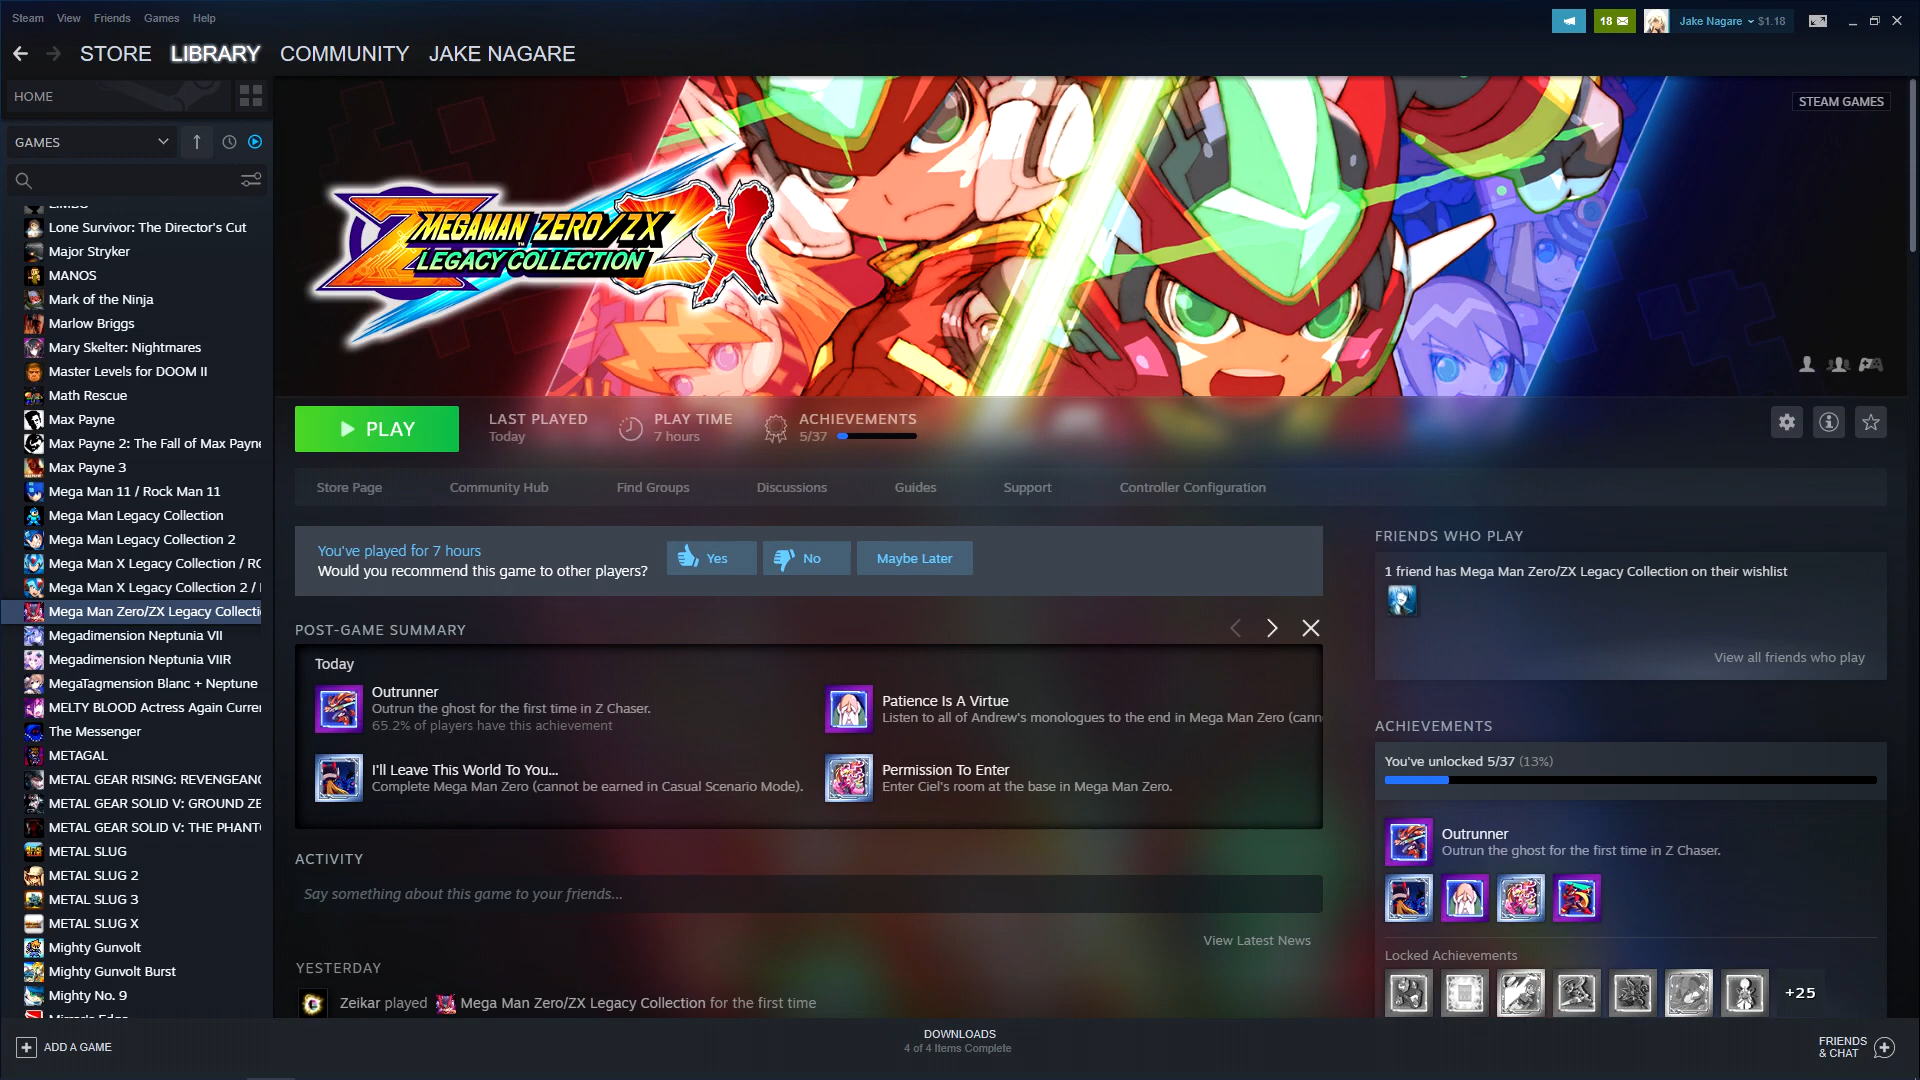 Steam View Friends Games Help
18
Jake Nagare $1.18
STORE LIBRARY COMMUNITY JAKE NAGARE
HOME
GAMES
LIMBO
Lone Survivor: The Director's Cut
Major Stryker
MANOS
Mark of the Ninja
Marlow Briggs
Mary Skelter: Nightmares
Master Levels for DOOM II
Math Rescue
Max Payne
Max Payne 2: The Fall of Max Payne
Max Payne 3
Mega Man 11 / Rock Man 11
Mega Man Legacy Collection
Mega Man Legacy Collection 2
Mega Man X Legacy Collection / RO
Mega Man X Legacy Collection 2 /
Mega Man Zero/ZX Legacy Collecti
Megadimension Neptunia VII
Megadimension Neptunia VIIR
MegaTagmension Blanc + Neptune
MELTY BLOOD Actress Again Curren
The Messenger
METAGAL
METAL GEAR RISING: REVENGEANC
METAL GEAR SOLID V: GROUND ZE
METAL GEAR SOLID V: THE PHANTO
METAL SLUG
METAL SLUG 2
METAL SLUG 3
METAL SLUG X
Mighty Gunvolt
Mighty Gunvolt Burst
Mighty No. 9
Mirror's Edge
ADD A GAME
STEAM GAMES
MEGAMAN ZERO/ZX
TM
LEGACY COLLECTION
ZX
PLAY
LAST PLAYED
Today
PLAY TIME
7 hours
ACHIEVEMENTS
5/37
Store Page Community Hub Find Groups Discussions Guides Support Controller Configuration
You've played for 7 hours
Would you recommend this game to other players?
Yes No Maybe Later
POST-GAME SUMMARY
Today
Outrunner
Outrun the ghost for the first time in Z Chaser.
65.2% of players have this achievement
Patience Is A Virtue
Listen to all of Andrew's monologues to the end in Mega Man Zero (cann
I'll Leave This World To You...
Complete Mega Man Zero (cannot be earned in Casual Scenario Mode).
Permission To Enter
Enter Ciel's room at the base in Mega Man Zero.
ACTIVITY
Say something about this game to your friends...
View Latest News
YESTERDAY
Zeikar played Mega Man Zero/ZX Legacy Collection for the first time
FRIENDS WHO PLAY
1 friend has Mega Man Zero/ZX Legacy Collection on their wishlist
View all friends who play
ACHIEVEMENTS
You've unlocked 5/37 (13%)
Outrunner
Outrun the ghost for the first time in Z Chaser.
Locked Achievements
+25
DOWNLOADS
4 of 4 Items Complete
FRIENDS
& CHAT